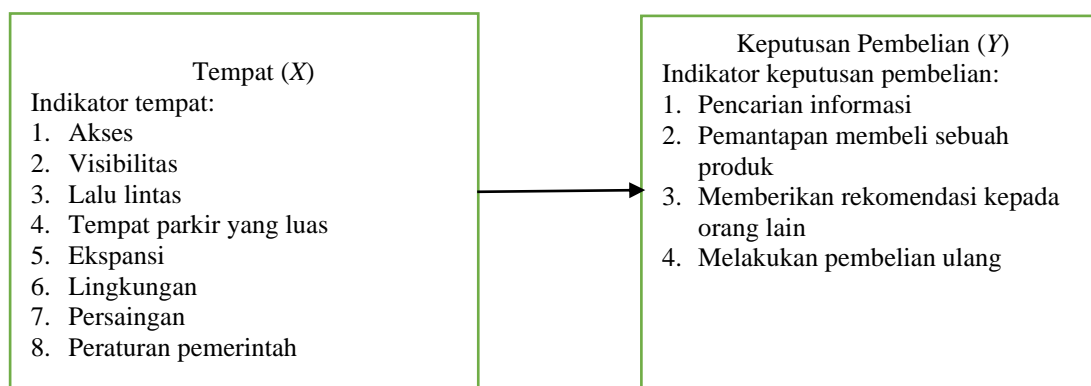 Tempat (X)
Indikator tempat:
1. Akses
2. Visibilitas
3. Lalu lintas
4. Tempat parkir yang luas
5. Ekspansi
6. Lingkungan
7. Persaingan
8. Peraturan pemerintah
Keputusan Pembelian (Y)
Indikator keputusan pembelian:
1. Pencarian informasi
2. Pemantapan membeli sebuah
produk
3. Memberikan rekomendasi kepada
orang lain
4. Melakukan pembelian ulang